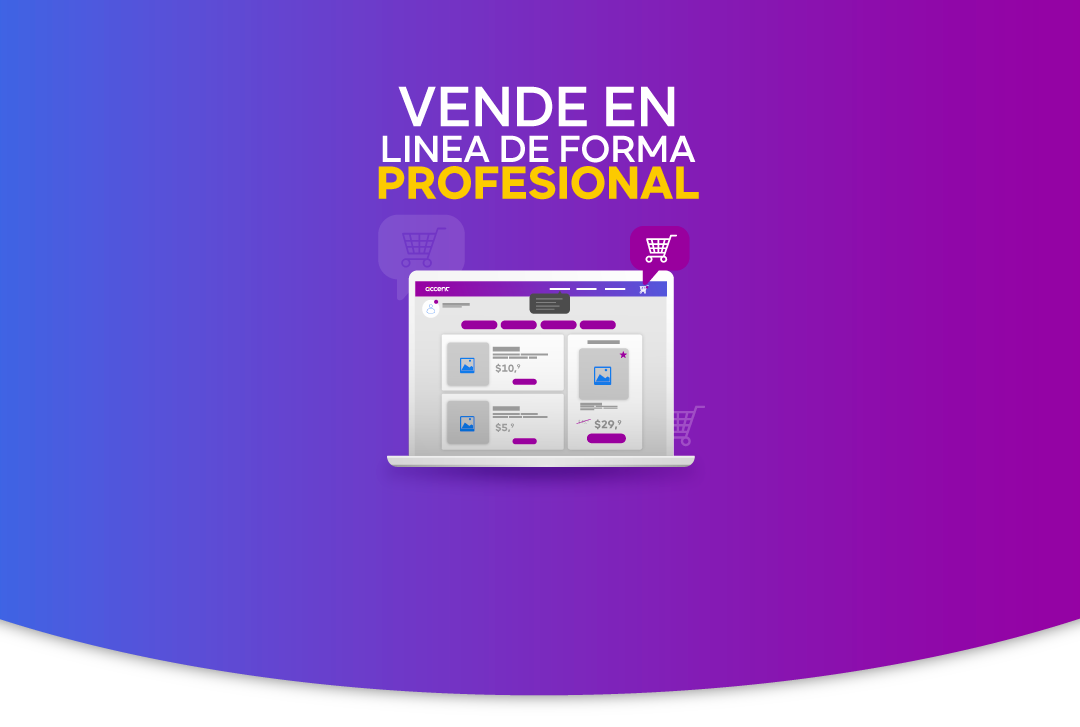 VENDE EN
LINEA DE FORMA
PROFESIONAL
accent
$10,9
$5,9
$29,9